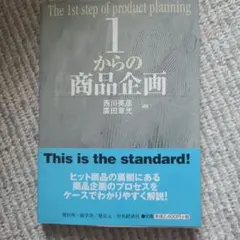 The 1st step of product planning
1
からの
商品企画
西川英彦
廣田章光
編著
This is the standard!
ヒット商品の裏側にある
商品企画のプロセスを
ケースでわかりやすく解説！